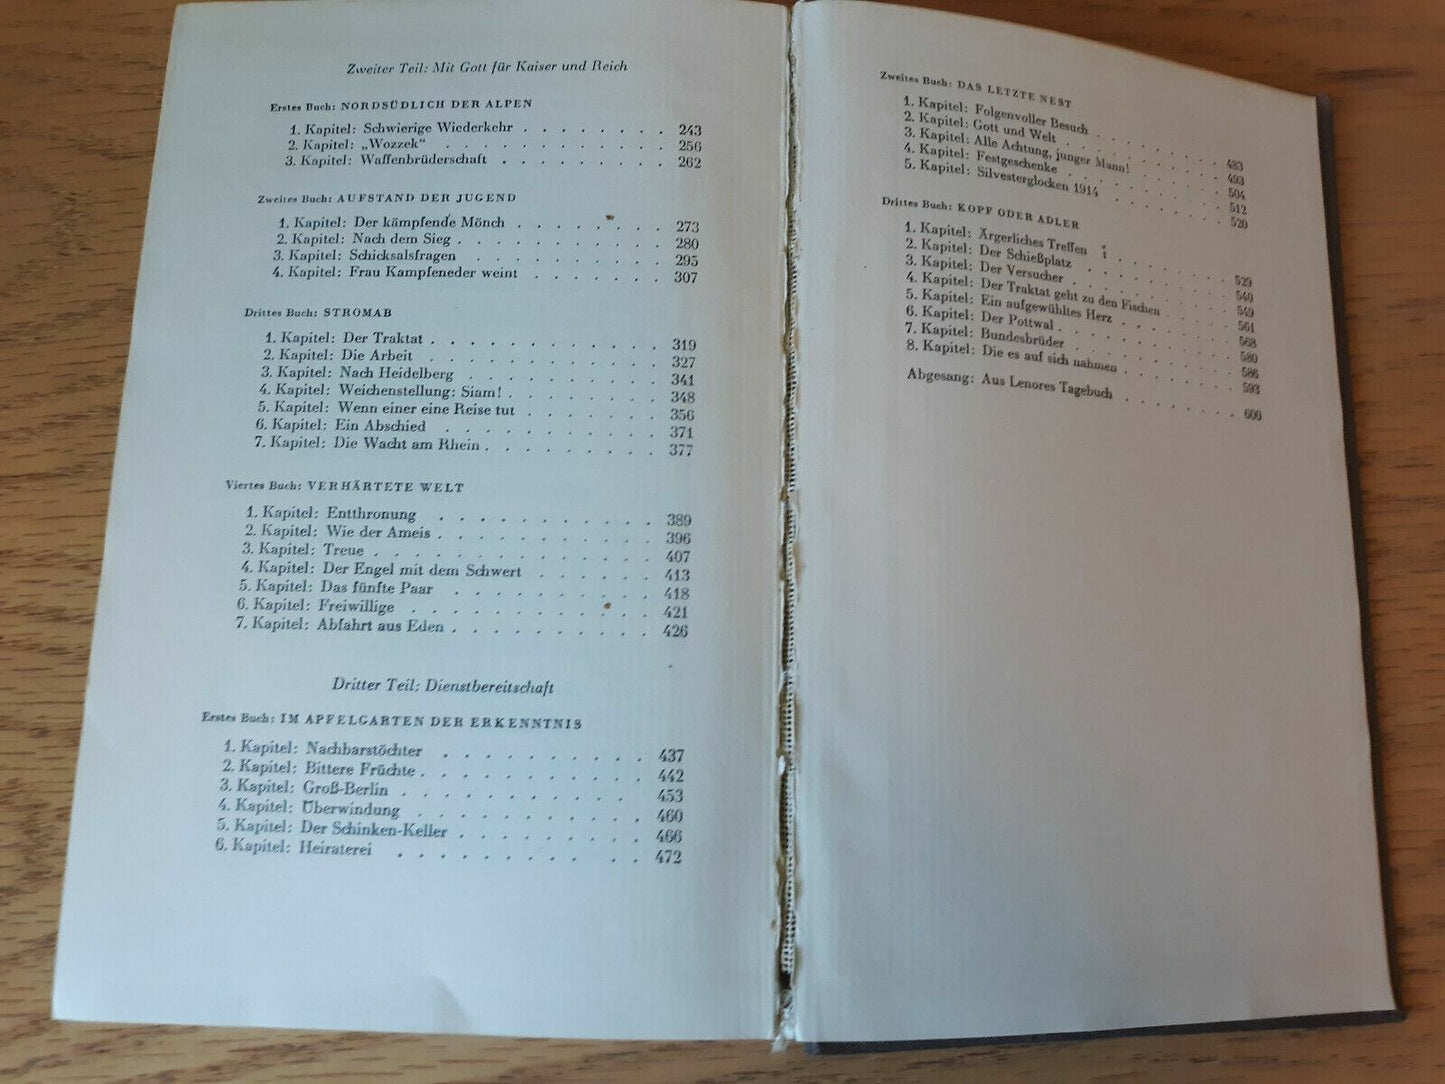 Zweiter Teil: Mit Gott für Kaiser und Reich
Erstes Buch: NORDSÜDLICH DER ALPEN
1. Kapitel: Schwierige Wiederkehr . . . . . . . . 243
2. Kapitel: „Wozzek“ . . . . . . . . . . . 256
3. Kapitel: Waffenbrüderschaft . . . . . . . . . 262
Zweites Buch: AUFSTAND DER JUGEND
1. Kapitel: Der kämpfende Mönch . . . . . . . . 273
2. Kapitel: Nach dem Sieg . . . . . . . . . . 280
3. Kapitel: Schicksalsfragen . . . . . . . . . 295
4. Kapitel: Frau Kampfeneder weint . . . . . . . 307
Drittes Buch: STROMAB
1. Kapitel: Der Traktat . . . . . . . . . . . 319
2. Kapitel: Die Arbeit . . . . . . . . . . . 327
3. Kapitel: Nach Heidelberg . . . . . . . . . 341
4. Kapitel: Weichenstellung: Siam! . . . . . . . . 348
5. Kapitel: Wenn einer eine Reise tut . . . . . . . 356
6. Kapitel: Ein Abschied . . . . . . . . . . 371
7. Kapitel: Die Wacht am Rhein . . . . . . . . . 377
Viertes Buch: VERHÄRTETE WELT
1. Kapitel: Entthronung . . . . . . . . . . . 389
2. Kapitel: Wie der Ameis . . . . . . . . . . . 396
3. Kapitel: Treue . . . . . . . . . . . . . 407
4. Kapitel: Der Engel mit dem Schwert . . . . . . 413
5. Kapitel: Das fünfte Paar . . . . . . . . . . 418
6. Kapitel: Freiwillige . . . . . . . . . . . 421
7. Kapitel: Abfahrt aus Eden . . . . . . . . . . 426
Dritter Teil: Dienstbereitschaft
Erstes Buch: IM APFELGARTEN DER ERKENNTNIS
1. Kapitel: Nachbarstöchter . . . . . . . . . . 437
2. Kapitel: Bittere Früchte . . . . . . . . . . . 442
3. Kapitel: Groß-Berlin . . . . . . . . . . . 453
4. Kapitel: Überwindung . . . . . . . . . . . 460
5. Kapitel: Der Schinken-Keller . . . . . . . . . 466
6. Kapitel: Heiraterei . . . . . . . . . . . 472
Zweites Buch: DAS LETZTE NEST
1. Kapitel: Folgenvoller Besuch . . . . . . . . 483
2. Kapitel: Gott und Welt . . . . . . . . . . 493
3. Kapitel: Alle Achtung, junger Mann! . . . . . . 504
4. Kapitel: Festgeschenke . . . . . . . . . . 512
5. Kapitel: Silvesterglocken 1914 . . . . . . . . 520
Drittes Buch: KOPF ODER ADLER
1. Kapitel: Ärgerliches Treffen . . . . . . . . 529
2. Kapitel: Der Schießplatz . . . . . . . . . 540
3. Kapitel: Der Versucher . . . . . . . . . . 549
4. Kapitel: Der Traktat geht zu den Fischen . . . . 561
5. Kapitel: Ein aufgewühltes Herz . . . . . . . 568
6. Kapitel: Der Pottwal . . . . . . . . . . . 580
7. Kapitel: Bundesbrüder . . . . . . . . . . 586
8. Kapitel: Die es auf sich nahmen . . . . . . . 593
Abgesang: Aus Lenores Tagebuch . . . . . . . 600